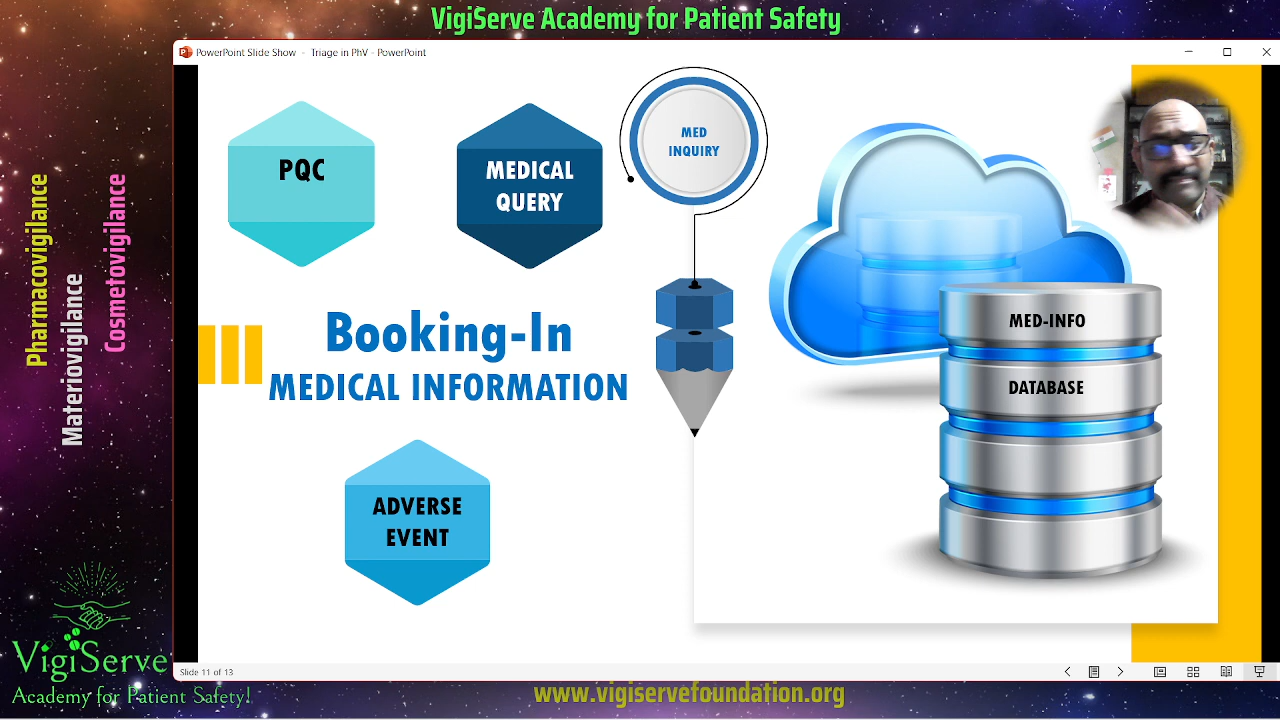 VigiServe Academy for Patient Safety
PowerPoint Slide Show - Triage in PhV - PowerPoint
PQC
MEDICAL
QUERY
MED
INQUIRY
Booking-In
MEDICAL INFORMATION
MED-INFO
DATABASE
ADVERSE
EVENT
Pharmacovigilance
Materiovigilance
Cosmetovigilance
VigiServe
Academy for Patient Safety!
Slide 11 of 13
www.vigiservefoundation.org